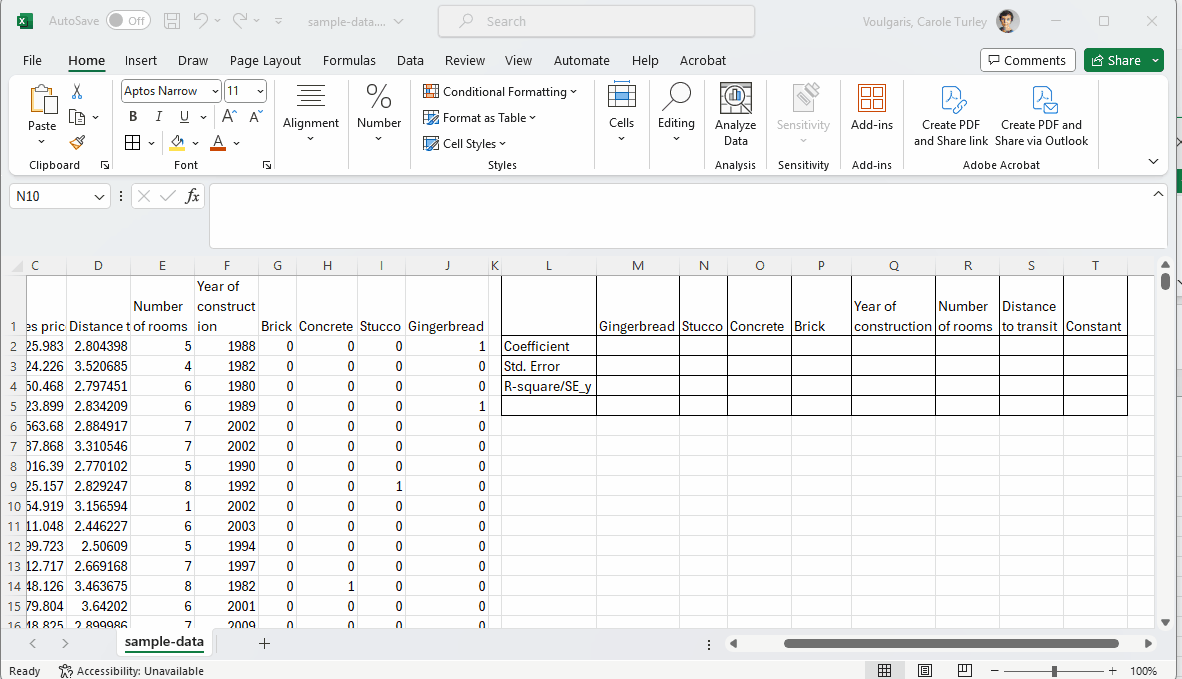 AutoSave Off sample-data.... Search Voulgaris, Carole Turley
File Home Insert Draw Page Layout Formulas Data Review View Automate Help Acrobat Comments Share
Paste
Clipboard
Aptos Narrow 11
B I U A A
A
Font
Alignment
% Number
Conditional Formatting
Format as Table
Cell Styles
Styles
Cells
Editing
Analyze
Data
Analysis
Sensitivity
Sensitivity
Add-ins
Add-ins
Create PDF
and Share link
Create PDF and
Share via Outlook
Adobe Acrobat
N10 fx
C D E F G H I J K L M N O P Q R S T
Year of
Number construct Year of Number Distance
1 es pric Distance t of rooms ion Brick Concrete Stucco Gingerbread Gingerbread Stucco Concrete Brick construction of rooms to transit Constant
2 25.983 2.804398 5 1988 0 0 0 1 Coefficient
3 24.226 3.520685 4 1982 0 0 0 0 Std. Error
4 50.468 2.797451 6 1980 0 0 0 0 R-square/SE_y
5 23.899 2.834209 6 1989 0 0 0 1
6 563.68 2.884917 7 2002 0 0 0 0
7 37.868 3.310546 7 2002 0 0 0 0
8 016.39 2.770102 5 1990 0 0 0 0
9 25.157 2.829247 8 1992 0 0 1 0
10 54.919 3.156594 1 2002 0 0 0 0
11 11.048 2.446227 6 2003 0 0 0 0
12 99.723 2.50609 5 1994 0 0 0 0
13 12.717 2.669168 7 1997 0 0 0 0
14 48.126 3.463675 8 1982 0 1 0 0
15 79.804 3.64202 6 2001 0 0 0 0
16 48.825 2.899986 7 2009 0 0 0 0
sample-data
Ready Accessibility: Unavailable 100%